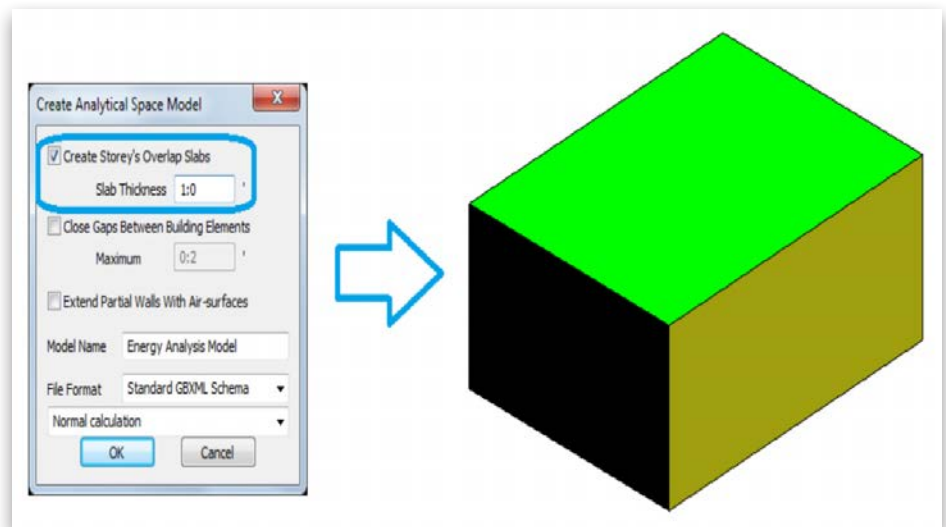 Create Analytical Space Model
X
Create Storey's Overlap Slabs
Slab Thickness 1:0 '
Close Gaps Between Building Elements
Maximum 0:2 '
Extend Partial Walls With Air-surfaces
Model Name Energy Analysis Model
File Format Standard GBXML Schema
Normal calculation
OK Cancel